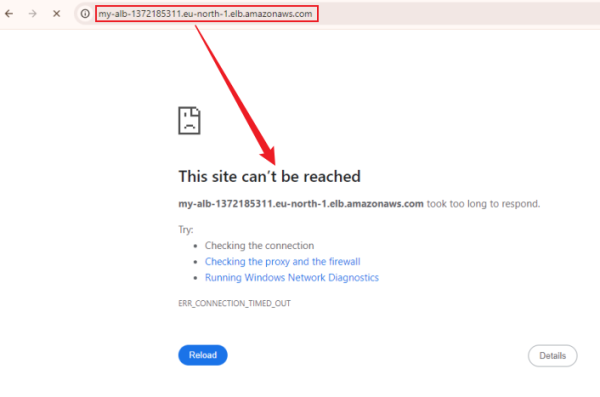 my-alb-1372185311.eu-north-1.elb.amazonaws.com
This site can't be reached
my-alb-1372185311.eu-north-1.elb.amazonaws.com took too long to respond.
Try:
• Checking the connection
• Checking the proxy and the firewall
• Running Windows Network Diagnostics
ERR_CONNECTION_TIMED_OUT
Reload
Details